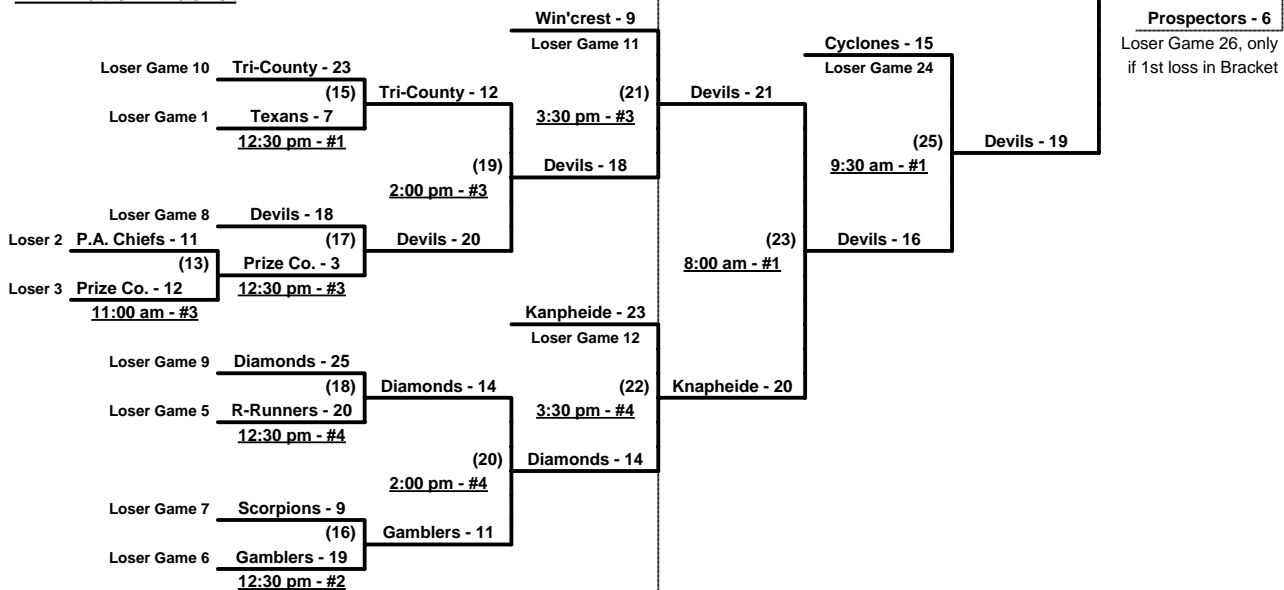 Win'crest - 9
Loser Game 11
Prospectors - 6
Loser Game 26, only
if 1st loss in Bracket
Cyclones - 15
Loser Game 24
Loser Game 10 Tri-County - 23
(15)
Tri-County - 12
(21)
Devils - 21
Loser Game 1 Texans - 7
12:30 pm - #1
3:30 pm - #3
(25)
Devils - 19
9:30 am - #1
(19)
Devils - 18
2:00 pm - #3
Loser Game 8 Devils - 18
Loser 2 P.A. Chiefs - 11
(17)
Devils - 20
(23)
Devils - 16
(13)
Prize Co. - 3
8:00 am - #1
Loser 3 Prize Co. - 12
12:30 pm - #3
11:00 am - #3
Kanpheide - 23
Loser Game 12
Loser Game 9 Diamonds - 25
(18)
Diamonds - 14
(22)
Knapheide - 20
Loser Game 5 R-Runners - 20
3:30 pm - #4
12:30 pm - #4
(20)
Diamonds - 14
2:00 pm - #4
Loser Game 7 Scorpions - 9
(16)
Gamblers - 11
Loser Game 6 Gamblers - 19
12:30 pm - #2